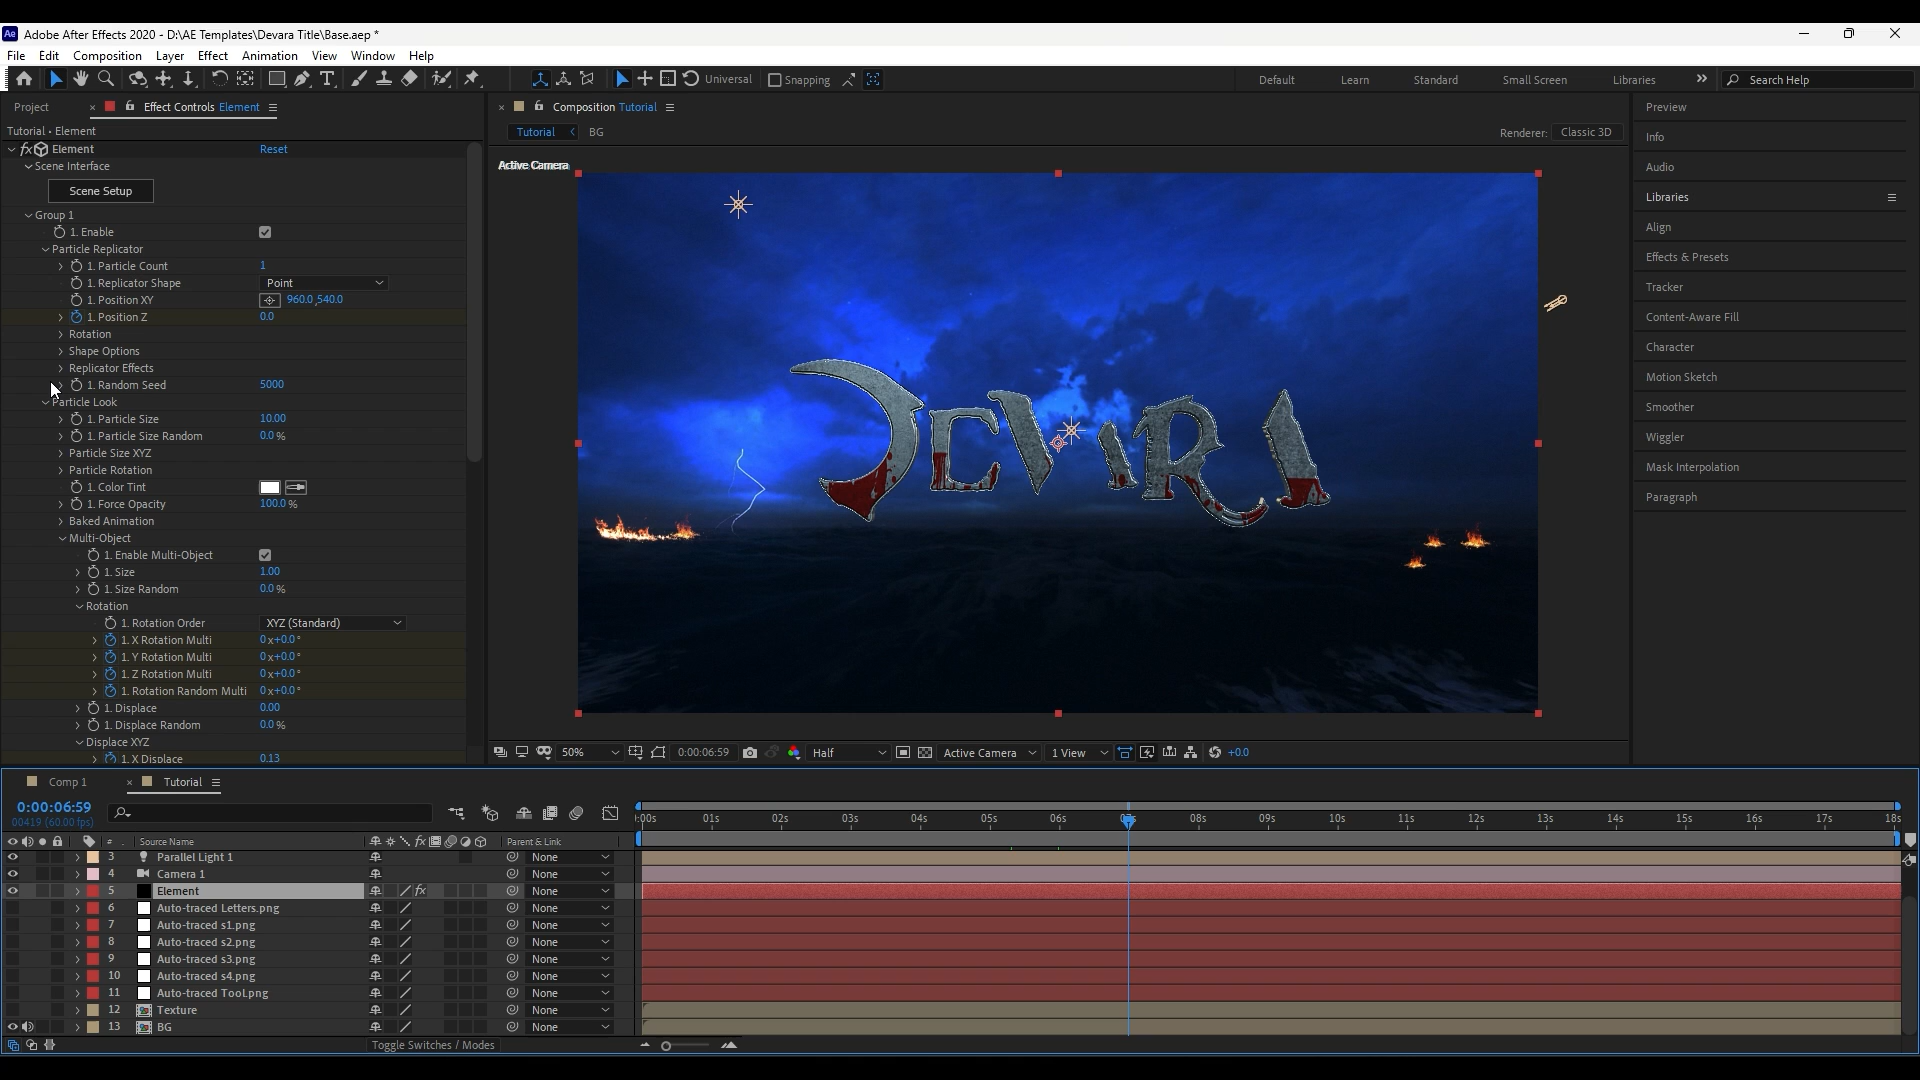 Ae Adobe After Effects 2020 - D:\AE Templates\Devara Title\Base.aep *
File Edit Composition Layer Effect Animation View Window Help
Universal Snapping Default Learn Standard Small Screen Libraries Search Help
Project Effect Controls Element
Tutorial • Element
fx Element Reset
Scene Interface
Scene Setup
Group 1
1. Enable
Particle Replicator
1. Particle Count 1
1. Replicator Shape Point
1. Position XY 960.0,540.0
1. Position Z 0.0
Rotation
Shape Options
Replicator Effects
1. Random Seed 5000
Particle Look
1. Particle Size 10.00
1. Particle Size Random 0.0 %
Particle Size XYZ
Particle Rotation
1. Color Tint
1. Force Opacity 100.0 %
Baked Animation
Multi-Object
1. Enable Multi-Object
1. Size 1.00
1. Size Random 0.0 %
Rotation
1. Rotation Order XYZ (Standard)
1. X Rotation Multi 0x+0.0°
1. Y Rotation Multi 0x+0.0°
1. Z Rotation Multi 0x+0.0°
1. Rotation Random Multi 0x+0.0°
1. Displace 0.00
1. Displace Random 0.0 %
Displace XYZ
1. X Displace 0.13
Composition Tutorial
Tutorial BG
Renderer: Classic 3D
Active Camera
DEVARA
50% 0:00:06:59 Half Active Camera 1 View +0.0
Preview
Info
Audio
Libraries
Align
Effects & Presets
Tracker
Content-Aware Fill
Character
Motion Sketch
Smoother
Wiggler
Mask Interpolation
Paragraph
Comp 1 Tutorial
0:00:06:59
00419 (60.00 fps)
:00s 01s 02s 03s 04s 05s 06s 07s 08s 09s 10s 11s 12s 13s 14s 15s 16s 17s 18s
# Source Name fx Parent & Link
3 Parallel Light 1 None
4 Camera 1 None
5 Element fx None
6 Auto-traced Letters.png None
7 Auto-traced s1.png None
8 Auto-traced s2.png None
9 Auto-traced s3.png None
10 Auto-traced s4.png None
11 Auto-traced Tool.png None
12 Texture None
13 BG None
Toggle Switches / Modes